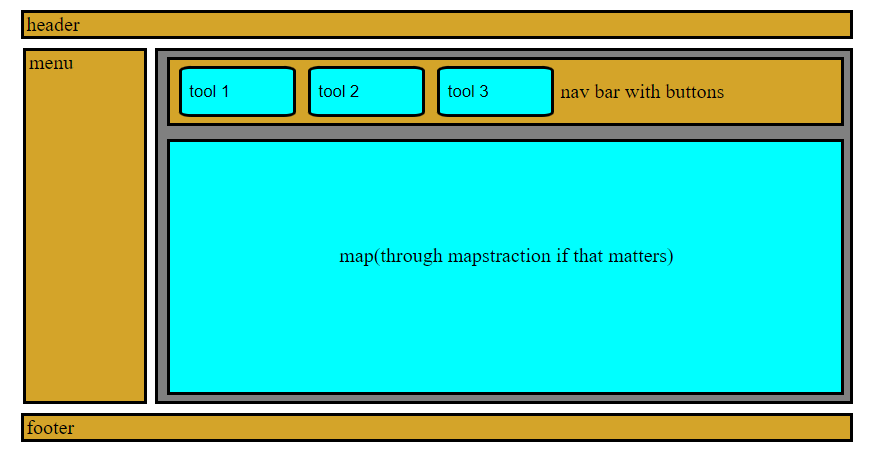 header
menu
tool 1 tool 2 tool 3 nav bar with buttons
map(through mapstraction if that matters)
footer